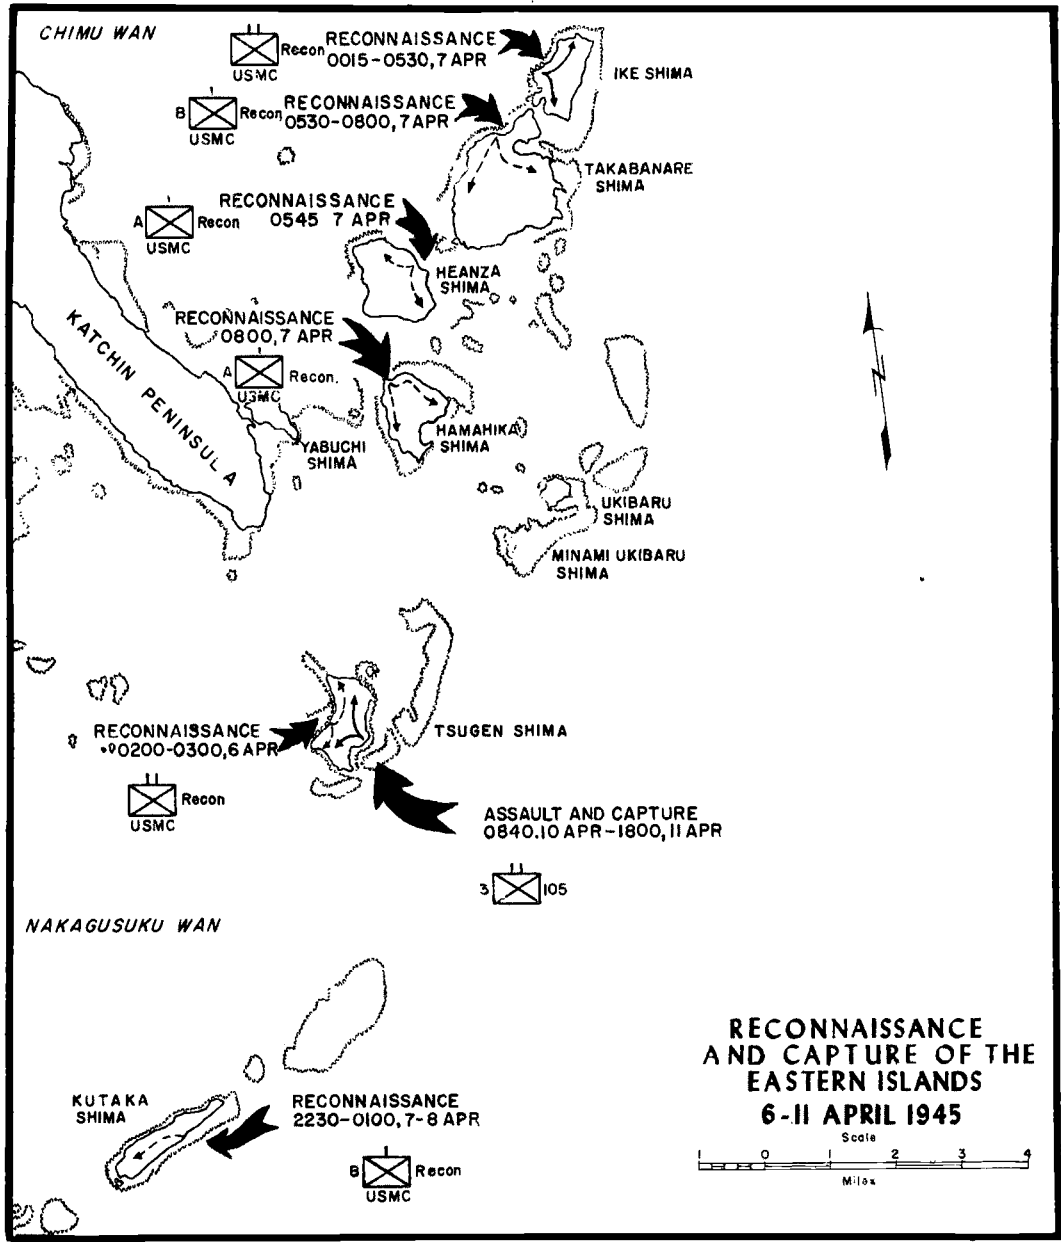 CHIMU WAN
Recon
USMC
RECONNAISSANCE
0015-0530, 7 APR
IKE SHIMA
B
Recon
USMC
RECONNAISSANCE
0530-0800, 7 APR
TAKABANARE
SHIMA
A
Recon
USMC
RECONNAISSANCE
0545 7 APR
HEANZA
SHIMA
RECONNAISSANCE
0800, 7 APR
A
Recon.
USMC
KATCHIN PENINSULA
YABUCHI
SHIMA
HAMAHIKA
SHIMA
UKIBARU
SHIMA
MINAMI UKIBARU
SHIMA
RECONNAISSANCE
0200-0300, 6 APR
Recon
USMC
TSUGEN SHIMA
ASSAULT AND CAPTURE
0840.10 APR-1800, 11 APR
3
105
NAKAGUSUKU WAN
KUTAKA
SHIMA
RECONNAISSANCE
2230-0100, 7-8 APR
B
Recon
USMC
RECONNAISSANCE
AND CAPTURE OF THE
EASTERN ISLANDS
6-11 APRIL 1945
Scale
1 0 1 2 3 4
Miles